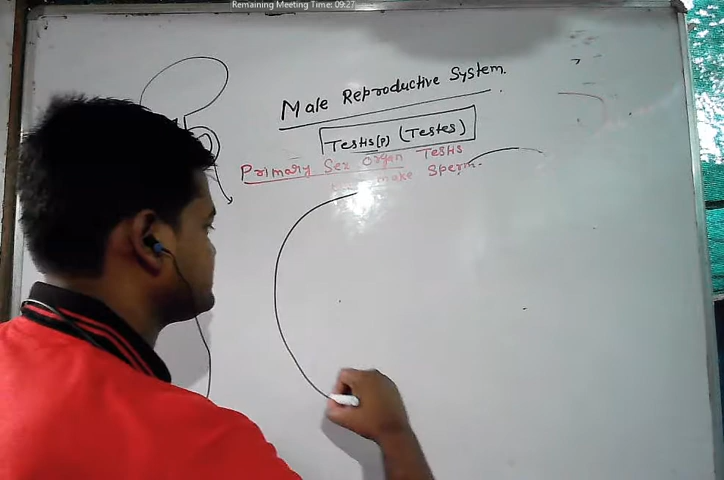 Remaining Meeting Time: 09:27
Male Reproductive System.
Testis(P) (Testes)
Primary Sex Organ Testis
make Sperm.